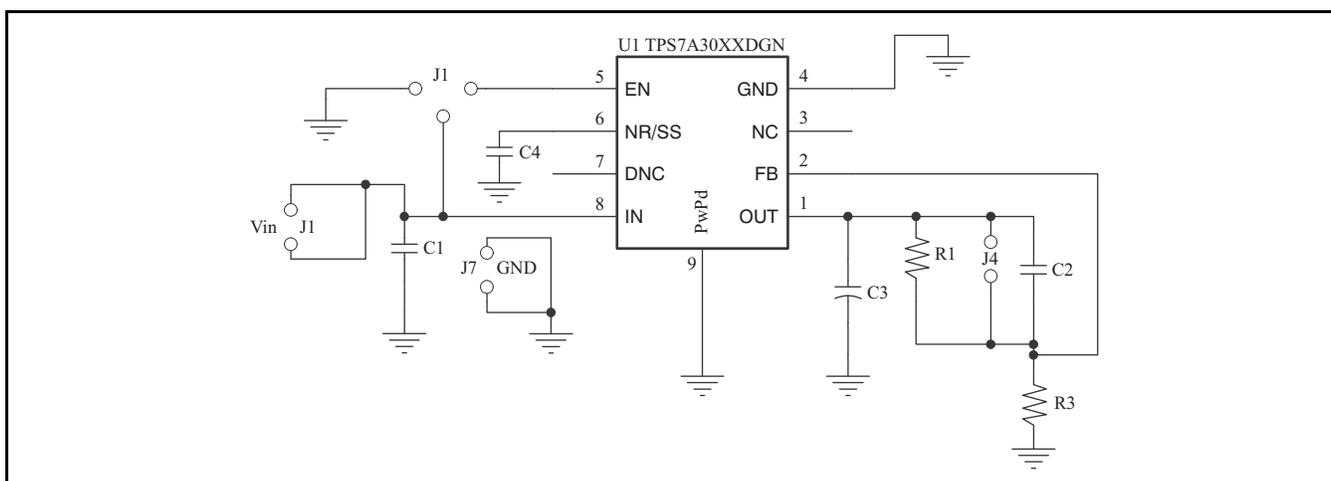 U1 TPS7A30XXDGN
J1
5
EN
GND
4
6
NR/SS
NC
3
C4
7
DNC
FB
2
8
IN
PwPd
OUT
1
Vin
J1
C1
J7
GND
9
C3
R1
J4
C2
R3